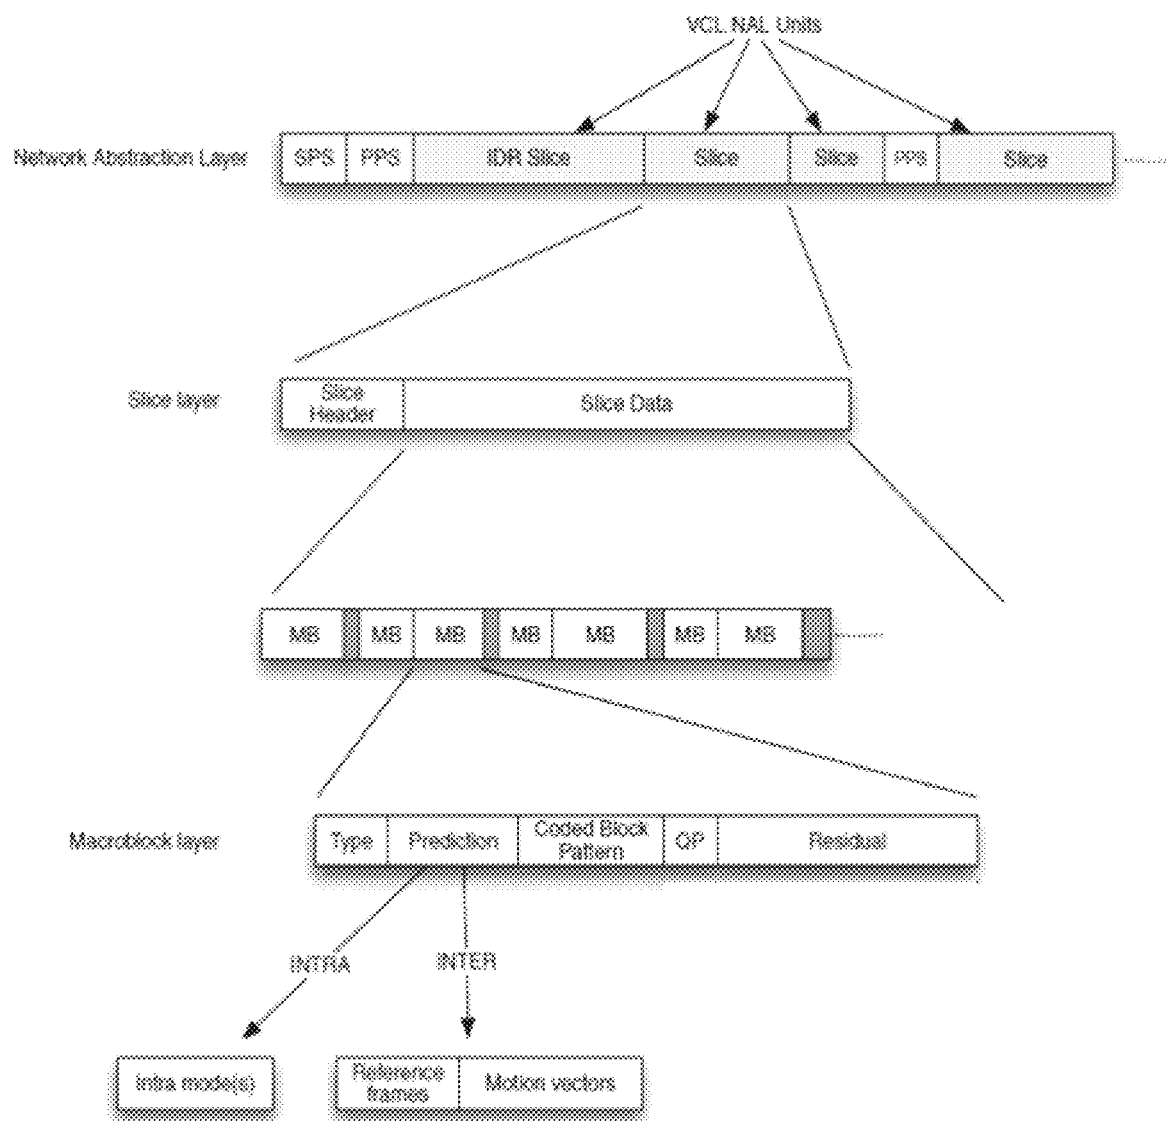 VCL NAL Units
Network Abstraction Layer
SPS PPS IDR Slice Slice Slice PPS Slice
Slice layer
Slice
Header
Slice Data
MB MB MB MB MB MB MB
Macroblock layer
Type Prediction
Coded Block
Pattern
QP Residual
INTRA INTER
Intra mode(s)
Reference
frames
Motion vectors